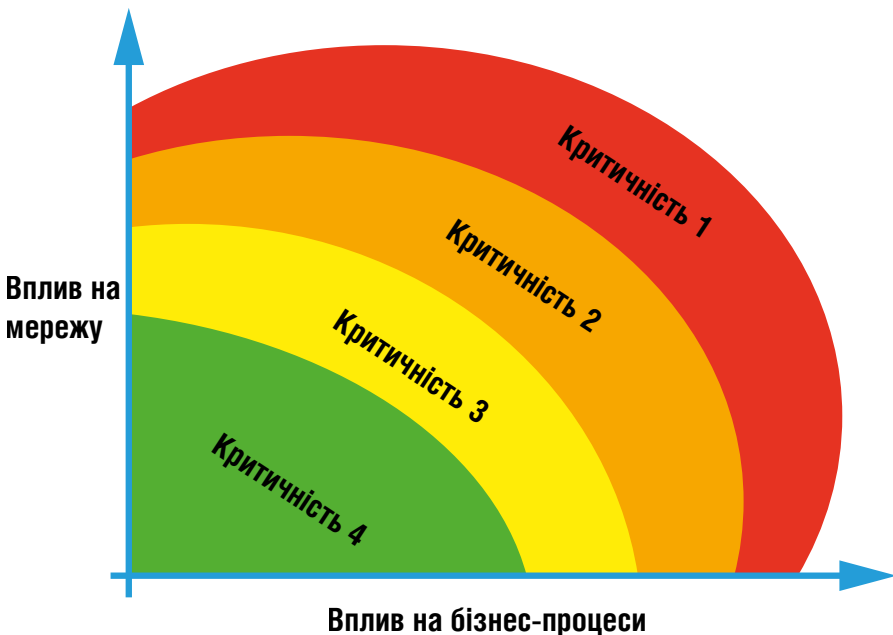 Критичність 1
Критичність 2
Критичність 3
Критичність 4
Вплив на
мережу
Вплив на бізнес-процеси